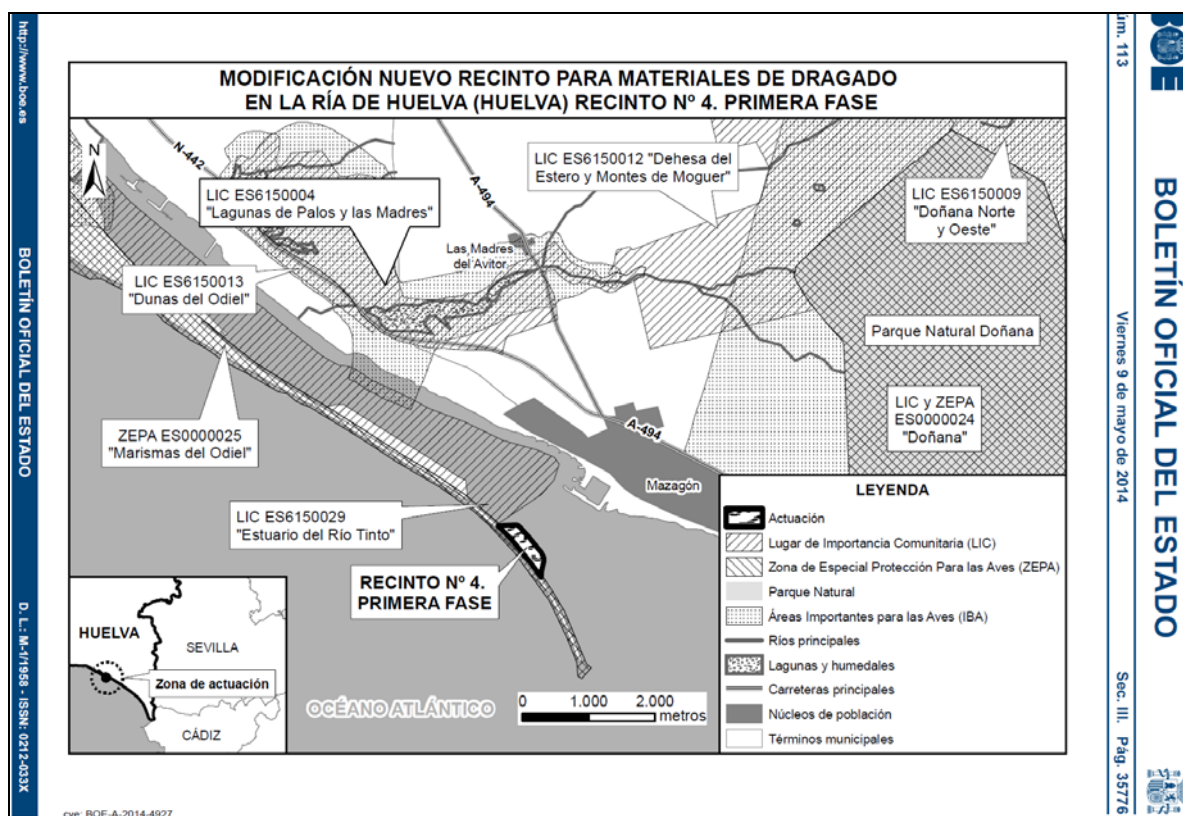 http://www.boe.es
BOLETÍN OFICIAL DEL ESTADO
D. L.: M-1/1958 - ISSN: 0212-033X
MODIFICACIÓN NUEVO RECINTO PARA MATERIALES DE DRAGADO
EN LA RÍA DE HUELVA (HUELVA) RECINTO Nº 4. PRIMERA FASE
N
N-442
A-494
LIC ES6150012 "Dehesa del
Estero y Montes de Moguer"
LIC ES6150004
"Lagunas de Palos y las Madres"
LIC ES6150009
"Doñana Norte
y Oeste"
Las Madres
del Avitor
LIC ES6150013
"Dunas del Odiel"
Parque Natural Doñana
LIC y ZEPA
ES0000024
"Doñana"
ZEPA ES0000025
"Marismas del Odiel"
A-494
Mazagón
LIC ES6150029
"Estuario del Río Tinto"
RECINTO Nº 4.
PRIMERA FASE
HUELVA
SEVILLA
Zona de actuación
CÁDIZ
OCÉANO ATLÁNTICO
0 1.000 2.000
metros
LEYENDA
Actuación
Lugar de Importancia Comunitaria (LIC)
Zona de Especial Protección Para las Aves (ZEPA)
Parque Natural
Áreas Importantes para las Aves (IBA)
Ríos principales
Lagunas y humedales
Carreteras principales
Núcleos de población
Términos municipales
cve: BOE-A-2014-4927
BOE
BOLETÍN OFICIAL DEL ESTADO
113
Viernes 9 de mayo de 2014
Sec. III. Pág. 35776